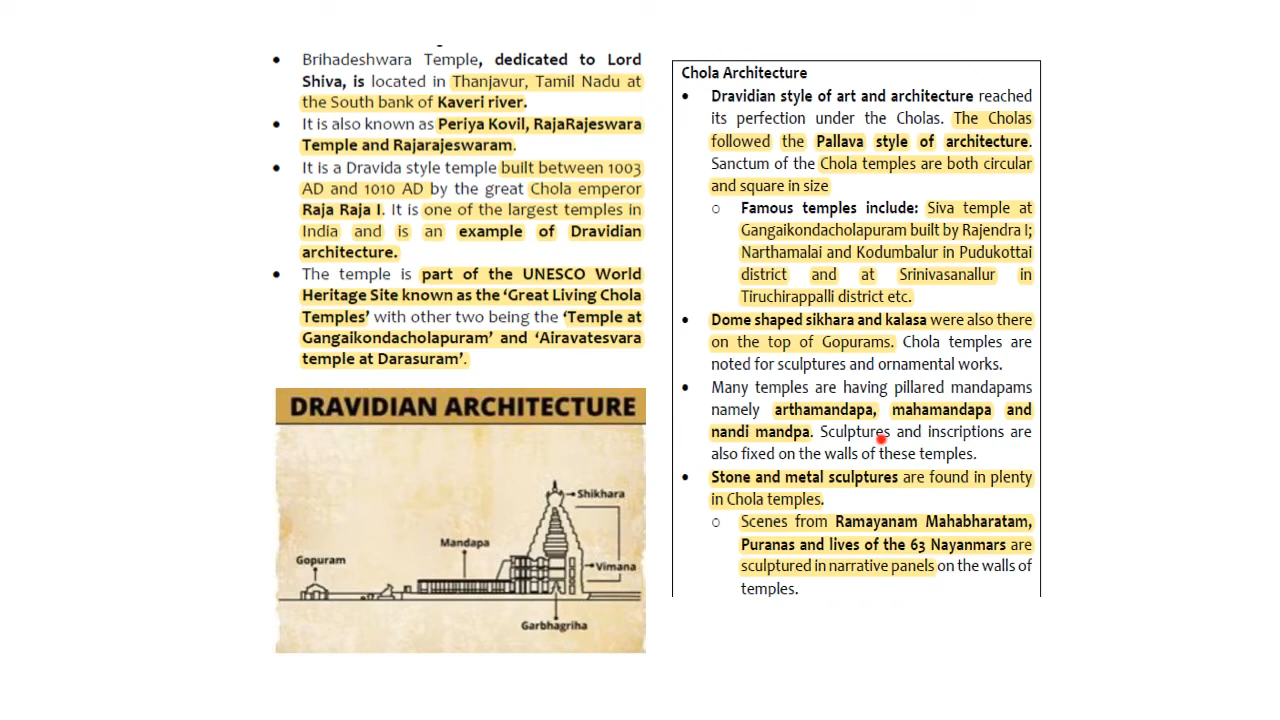 • Brihadeshwara Temple, dedicated to Lord
Shiva, is located in Thanjavur, Tamil Nadu at
the South bank of Kaveri river.
• It is also known as Periya Kovil, RajaRajeswara
Temple and Rajarajeswaram.
• It is a Dravida style temple built between 1003
AD and 1010 AD by the great Chola emperor
Raja Raja I. It is one of the largest temples in
India and is an example of Dravidian
architecture.
• The temple is part of the UNESCO World
Heritage Site known as the ‘Great Living Chola
Temples’ with other two being the ‘Temple at
Gangaikondacholapuram’ and ‘Airavatesvara
temple at Darasuram’.
DRAVIDIAN ARCHITECTURE
Shikhara
Mandapa
Gopuram
Vimana
Garbhagriha
Chola Architecture
• Dravidian style of art and architecture reached
its perfection under the Cholas. The Cholas
followed the Pallava style of architecture.
Sanctum of the Chola temples are both circular
and square in size
o Famous temples include: Siva temple at
Gangaikondacholapuram built by Rajendra I;
Narthamalai and Kodumbalur in Pudukottai
district and at Srinivasanallur in
Tiruchirappalli district etc.
• Dome shaped sikhara and kalasa were also there
on the top of Gopurams. Chola temples are
noted for sculptures and ornamental works.
• Many temples are having pillared mandapams
namely arthamandapa, mahamandapa and
nandi mandpa. Sculptures and inscriptions are
also fixed on the walls of these temples.
• Stone and metal sculptures are found in plenty
in Chola temples.
o Scenes from Ramayanam Mahabharatam,
Puranas and lives of the 63 Nayanmars are
sculptured in narrative panels on the walls of
temples.